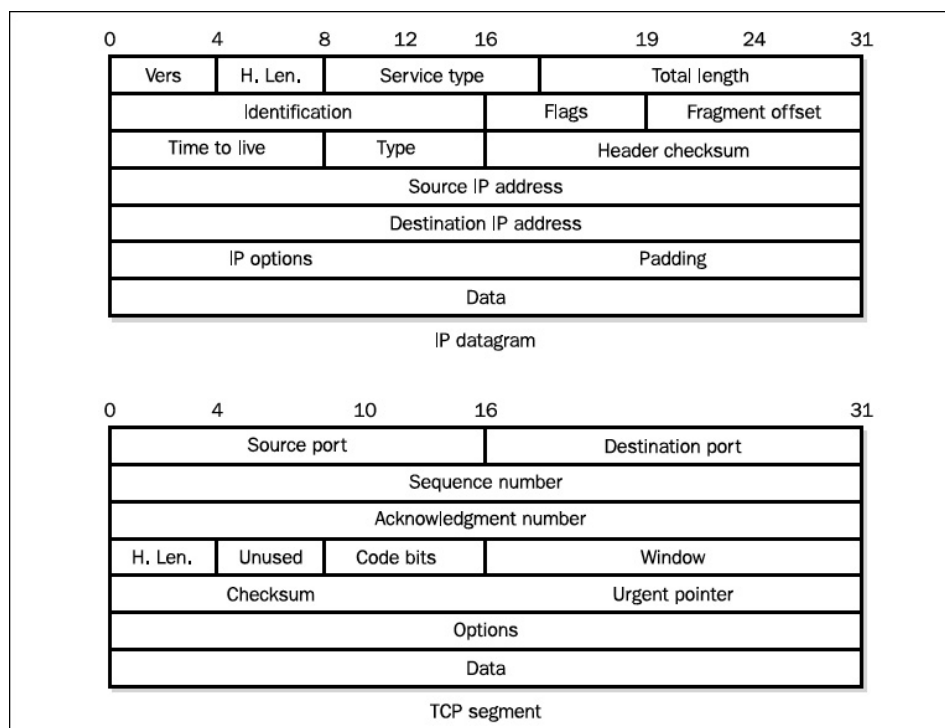 0 4 8 12 16 19 24 31
Vers H. Len. Service type Total length
Identification Flags Fragment offset
Time to live Type Header checksum
Source IP address
Destination IP address
IP options Padding
Data
IP datagram
0 4 10 16 31
Source port Destination port
Sequence number
Acknowledgment number
H. Len. Unused Code bits Window
Checksum Urgent pointer
Options
Data
TCP segment